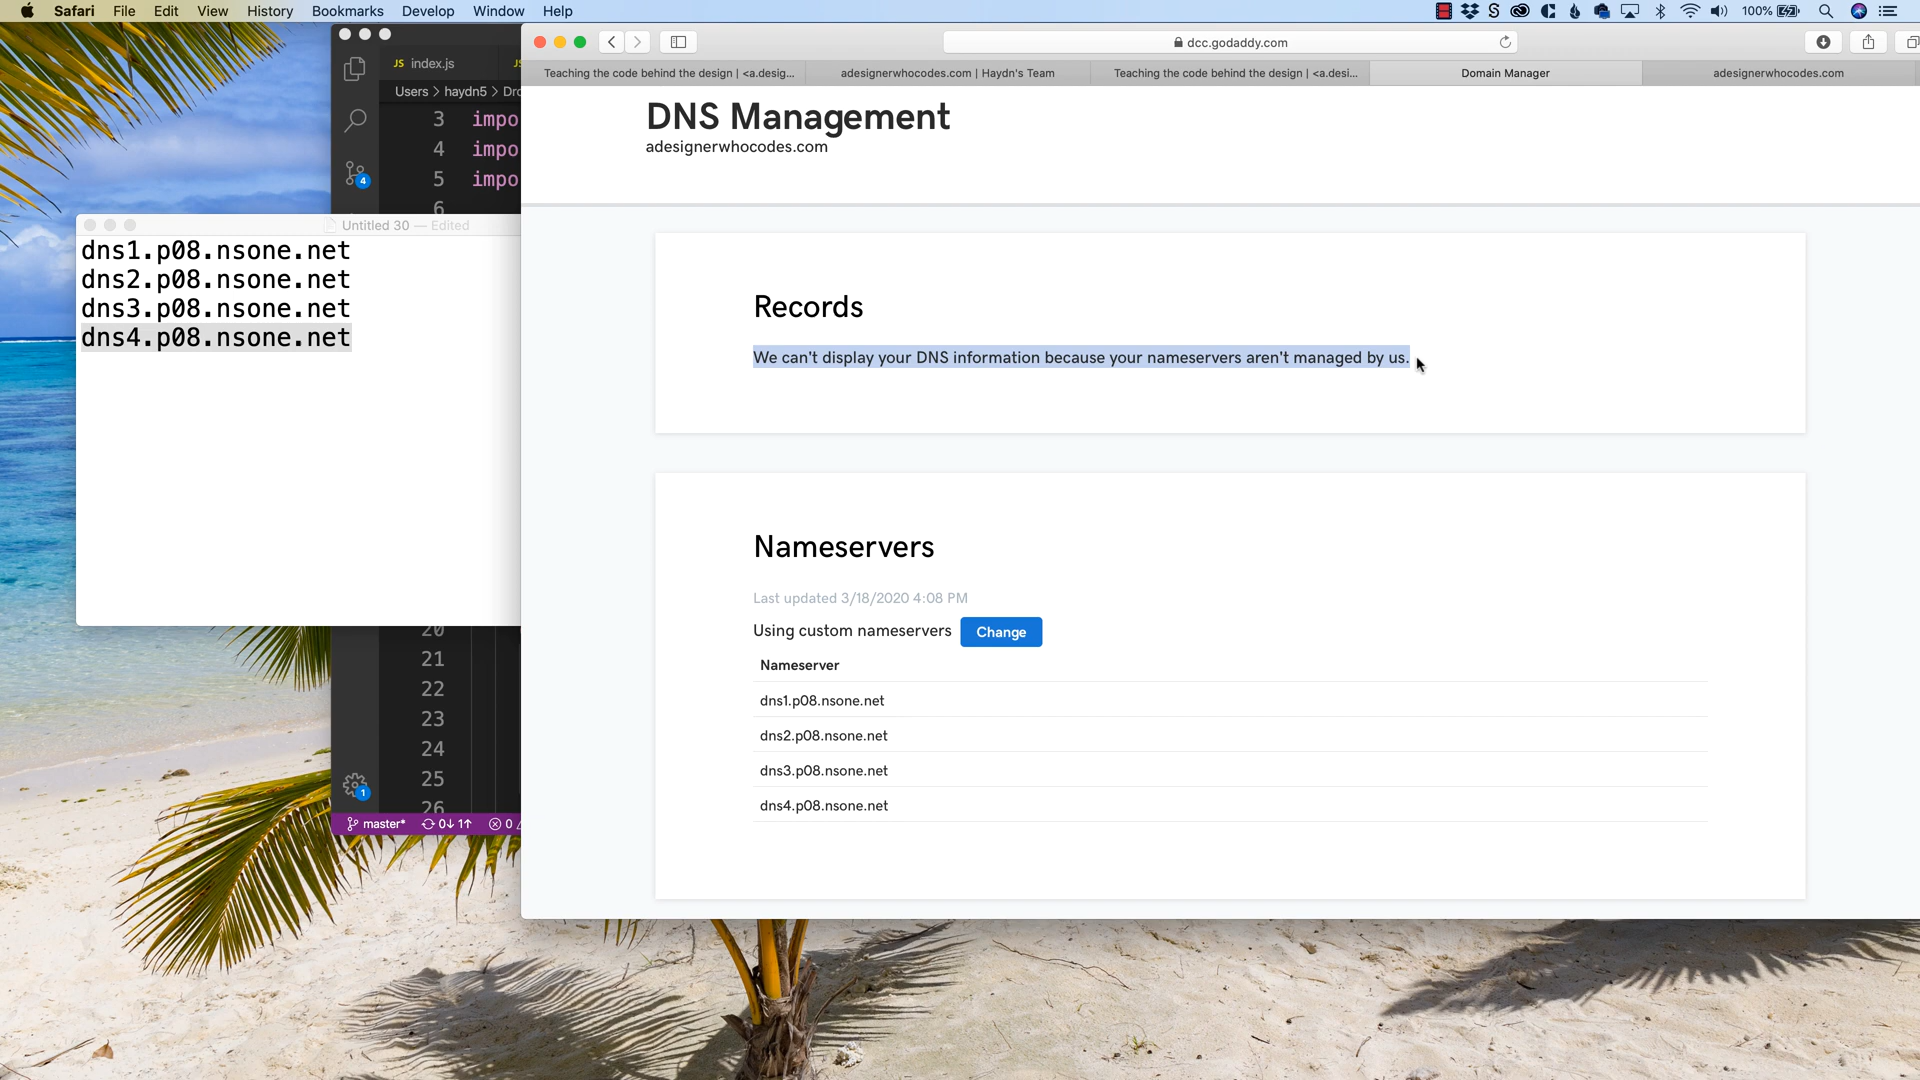 Safari File Edit View History Bookmarks Develop Window Help
100%
JS index.js
Users > haydn5 >
3 impo
4 impo
5 impo
6
4
Untitled 30 — Edited
dns1.p08.nsone.net
dns2.p08.nsone.net
dns3.p08.nsone.net
dns4.p08.nsone.net
20
21
22
23
24
25
26
1
master* 0↓ 1↑ 0
dcc.godaddy.com
Teaching the code behind the design | <a.desig...
adesignerwhocodes.com | Haydn's Team
Teaching the code behind the design | <a.desi...
Domain Manager
adesignerwhocodes.com
DNS Management
adesignerwhocodes.com
Records
We can't display your DNS information because your nameservers aren't managed by us.
Nameservers
Last updated 3/18/2020 4:08 PM
Using custom nameservers Change
Nameserver
dns1.p08.nsone.net
dns2.p08.nsone.net
dns3.p08.nsone.net
dns4.p08.nsone.net